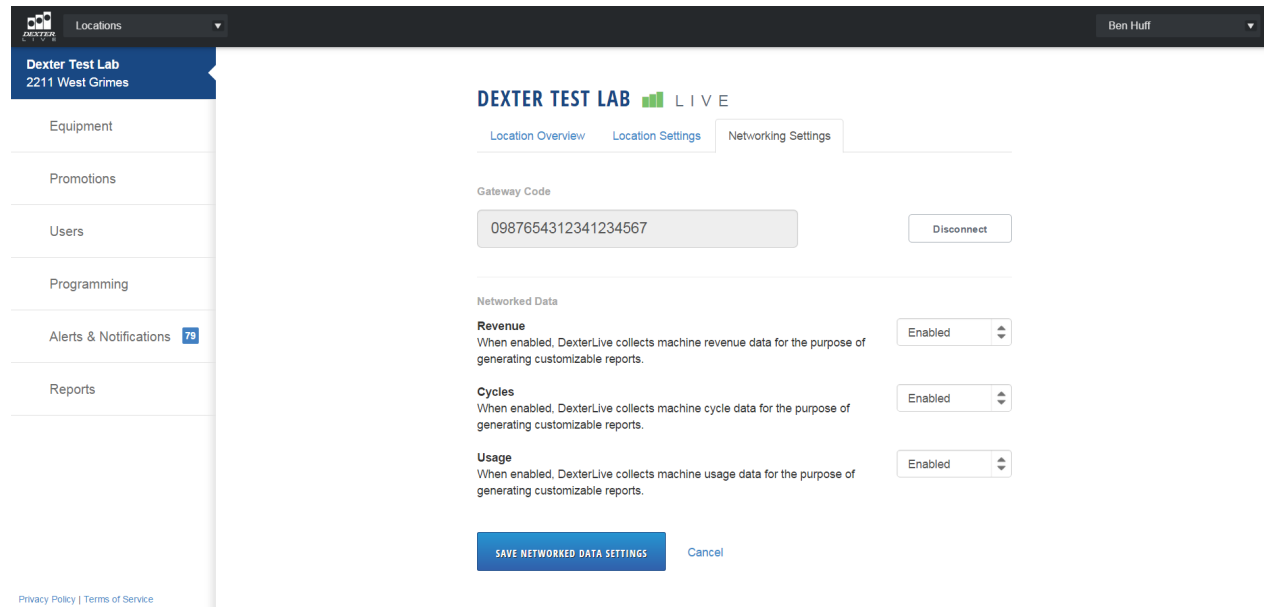 DEXTER
LIVE
Locations
Ben Huff
Dexter Test Lab
2211 West Grimes
Equipment
Promotions
Users
Programming
Alerts & Notifications 79
Reports
Privacy Policy | Terms of Service
DEXTER TEST LAB LIVE
Location Overview Location Settings Networking Settings
Gateway Code
0987654312341234567 Disconnect
Networked Data
Revenue
When enabled, DexterLive collects machine revenue data for the purpose of
generating customizable reports.
Enabled
Cycles
When enabled, DexterLive collects machine cycle data for the purpose of
generating customizable reports.
Enabled
Usage
When enabled, DexterLive collects machine usage data for the purpose of
generating customizable reports.
Enabled
SAVE NETWORKED DATA SETTINGS Cancel